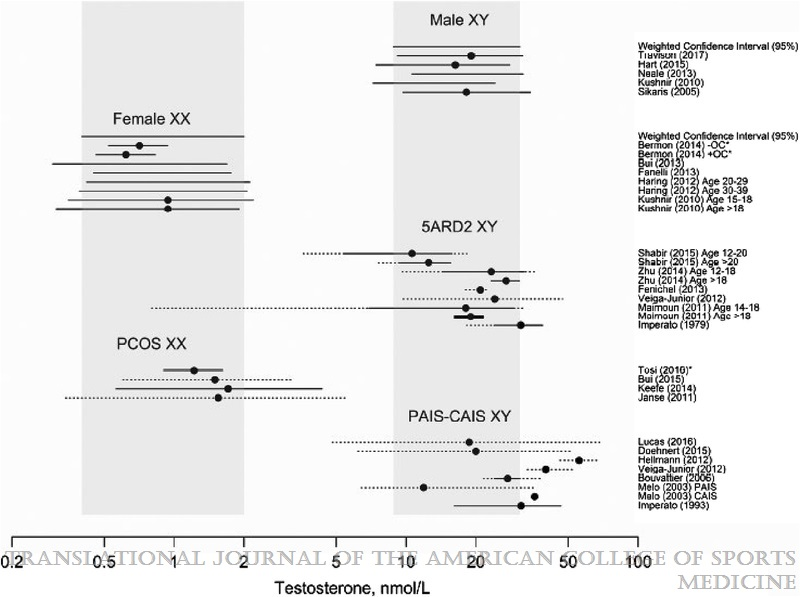 Male XY
Weighted Confidence Interval (95%)
Travison (2017)
Hart (2015)
Neale (2013)
Kushnir (2010)
Sikaris (2005)
Female XX
Weighted Confidence Interval (95%)
Bermon (2014) -OC*
Bermon (2014) +OC*
Bui (2013)
Fanelli (2013)
Haring (2012) Age 20-29
Haring (2012) Age 30-39
Kushnir (2010) Age 15-18
Kushnir (2010) Age >18
5ARD2 XY
Shabir (2015) Age 12-20
Shabir (2015) Age >20
Zhu (2014) Age 12-18
Zhu (2014) Age >18
Fenichel (2013)
Veiga-Junior (2012)
Maimoun (2011) Age 14-18
Maimoun (2011) Age >18
Imperato (1979)
PCOS XX
Tosi (2016)*
Bui (2015)
Keefe (2014)
Janse (2011)
PAIS-CAIS XY
Lucas (2016)
Doehnert (2015)
Hellmann (2012)
Veiga-Junior (2012)
Bouvattier (2006)
Melo (2003) PAIS
Melo (2003) CAIS
Imperato (1993)
TRANSLATIONAL JOURNAL OF THE AMERICAN COLLEGE OF SPORTS
MEDICINE
0.2 0.5 1 2 5 10 20 50 100
Testosterone, nmol/L